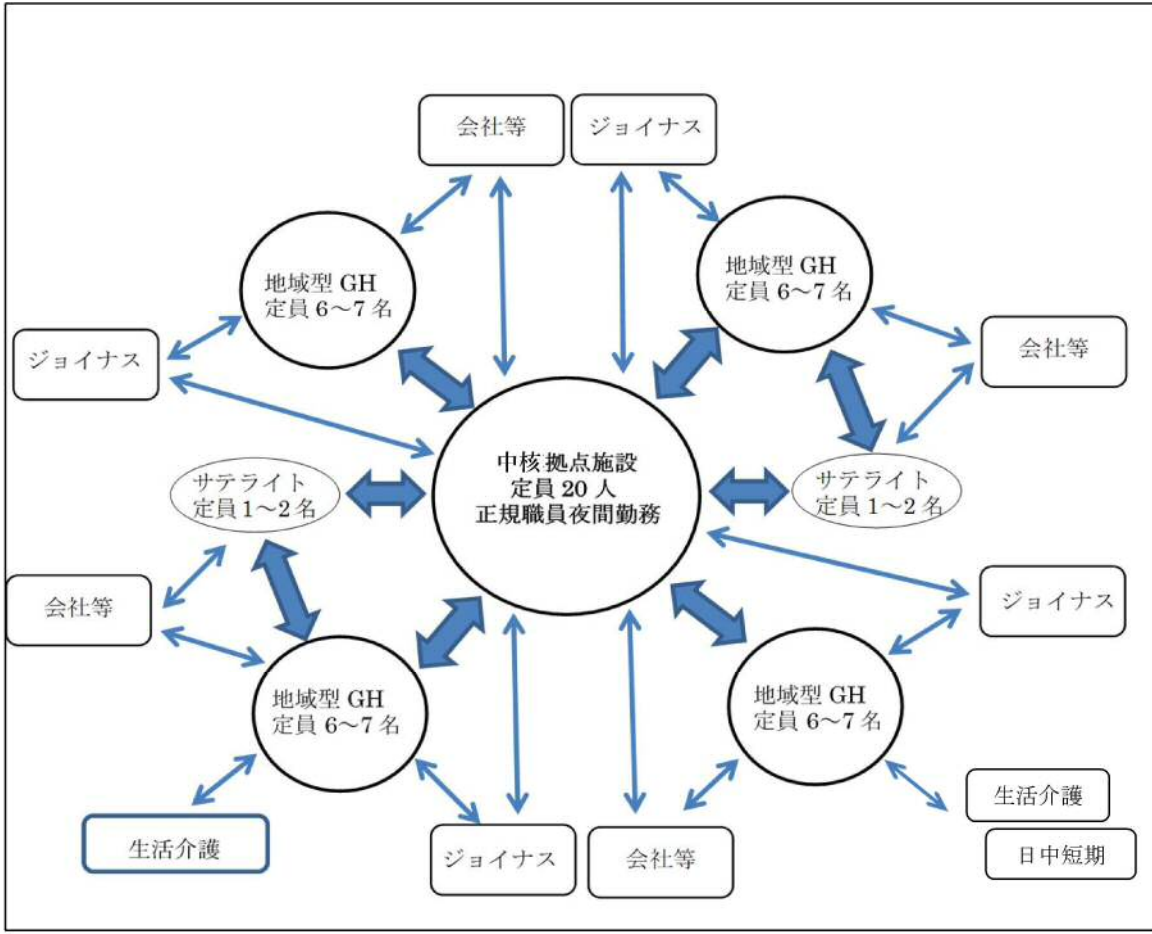 会社等
ジョイナス
地域型 GH
定員 6～7 名
地域型 GH
定員 6～7 名
ジョイナス
会社等
中核拠点施設
定員 20 人
正規職員夜間勤務
サテライト
定員 1～2 名
サテライト
定員 1～2 名
会社等
ジョイナス
地域型 GH
定員 6～7 名
地域型 GH
定員 6～7 名
生活介護
ジョイナス
会社等
生活介護
日中短期